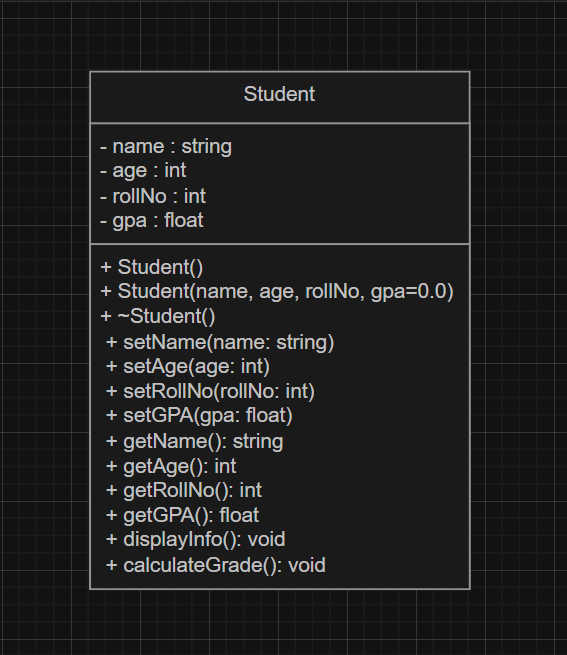 Student
- name : string
- age : int
- rollNo : int
- gpa : float
+ Student()
+ Student(name, age, rollNo, gpa=0.0)
+ ~Student()
+ setName(name: string)
+ setAge(age: int)
+ setRollNo(rollNo: int)
+ setGPA(gpa: float)
+ getName(): string
+ getAge(): int
+ getRollNo(): int
+ getGPA(): float
+ displayInfo(): void
+ calculateGrade(): void